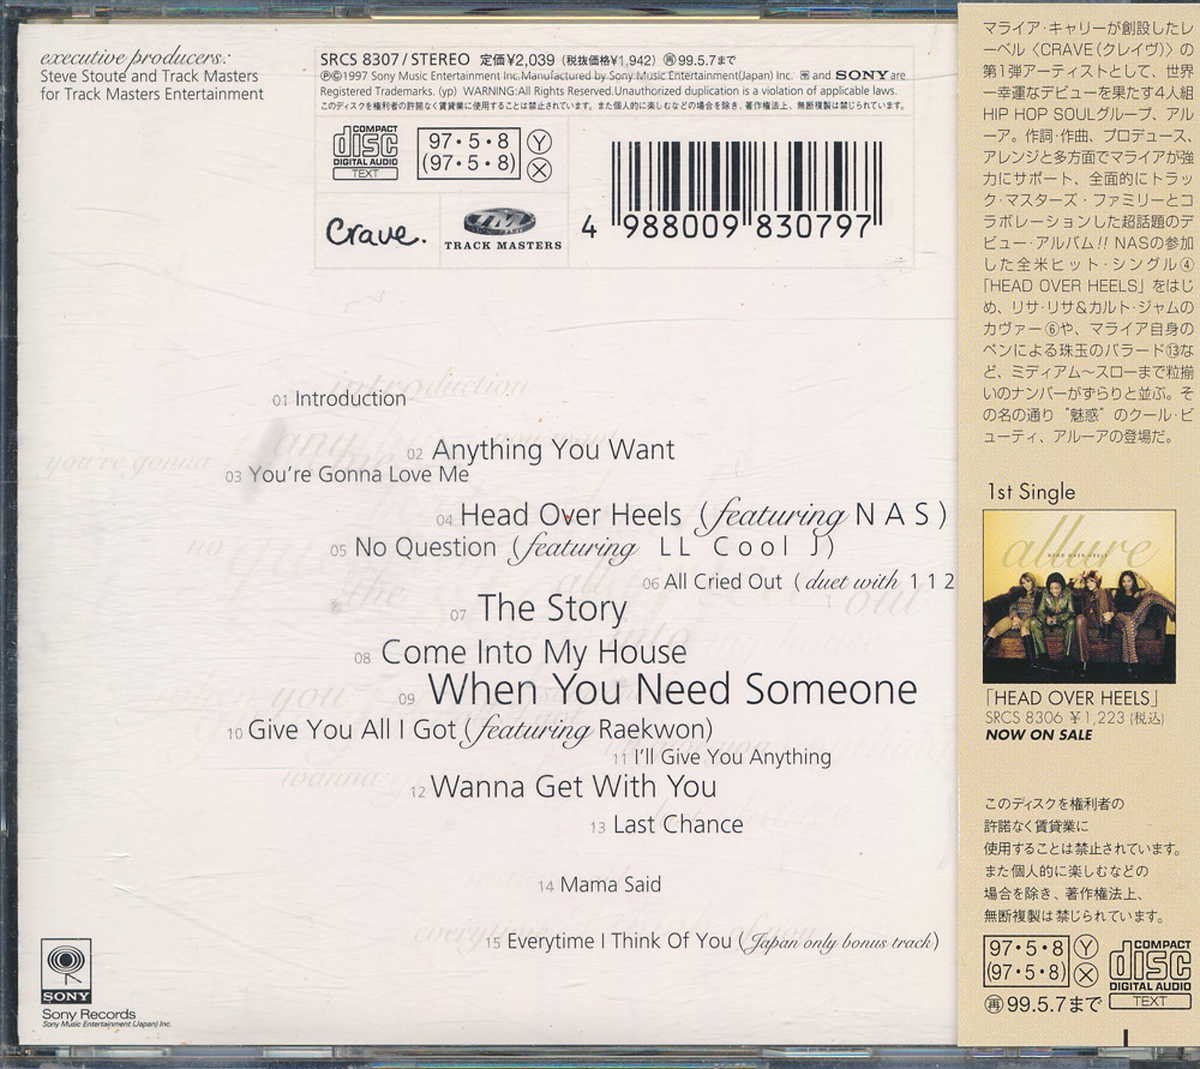 executive producers:
Steve Stoute and Track Masters
for Track Masters Entertainment
SRCS 8307/STEREO 定価¥2,039 (税抜価格¥1,942) 再99.5.7まで
ⓅⒸ1997 Sony Music Entertainment Inc.Manufactured by Sony Music Entertainment(Japan) Inc. and SONY are
Registered Trademarks. (yp) WARNING:All Rights Reserved.Unauthorized duplication is a violation of applicable laws.
このディスクを権利者の許諾なく賃貸業に使用することは禁止されています。また個人的に楽しむなどの場合を除き、著作権法上、無断複製は禁じられています。
COMPACT
disc
DIGITAL AUDIO
TEXT
97・5・8 Ⓨ
(97・5・8) Ⓧ
Crave.
TM
TRACK MASTERS
4 988009 830797
01 Introduction
02 Anything You Want
03 You're Gonna Love Me
04 Head Over Heels (featuring NAS)
05 No Question (featuring LL Cool J)
06 All Cried Out (duet with 112
07 The Story
08 Come Into My House
09 When You Need Someone
10 Give You All I Got (featuring Raekwon)
11 I'll Give You Anything
12 Wanna Get With You
13 Last Chance
14 Mama Said
15 Everytime I Think Of You (Japan only bonus track)
SONY
Sony Records
Sony Music Entertainment (Japan) Inc.
マライア・キャリーが創設したレ
ーベル〈CRAVE(クレイヴ)〉の
第1弾アーティストとして、世界
一幸運なデビューを果たす4人組
HIP HOP SOULグループ、アル
ーア。作詞・作曲、プロデュース、
アレンジと多方面でマライアが強
力にサポート、全面的にトラッ
ク・マスターズ・ファミリーとコ
ラボレーションした超話題のデ
ビュー・アルバム!! NASの参加
した全米ヒット・シングル④
「HEAD OVER HEELS」をはじ
め、リサ・リサ&カルト・ジャムの
カヴァー⑥や、マライア自身の
ペンによる珠玉のバラード⑬な
ど、ミディアム〜スローまで粒揃
いのナンバーがずらりと並ぶ。そ
の名の通り“魅惑”のクール・ビ
ューティ、アルーアの登場だ。
1st Single
allure
HEAD OVER HEELS
「HEAD OVER HEELS」
SRCS 8306 ¥1,223 (税込)
NOW ON SALE
このディスクを権利者の
許諾なく賃貸業に
使用することは禁止されています。
また個人的に楽しむなどの
場合を除き、著作権法上、
無断複製は禁じられています。
97・5・8 Ⓨ
(97・5・8) Ⓧ
再99.5.7まで
COMPACT
disc
DIGITAL AUDIO
TEXT